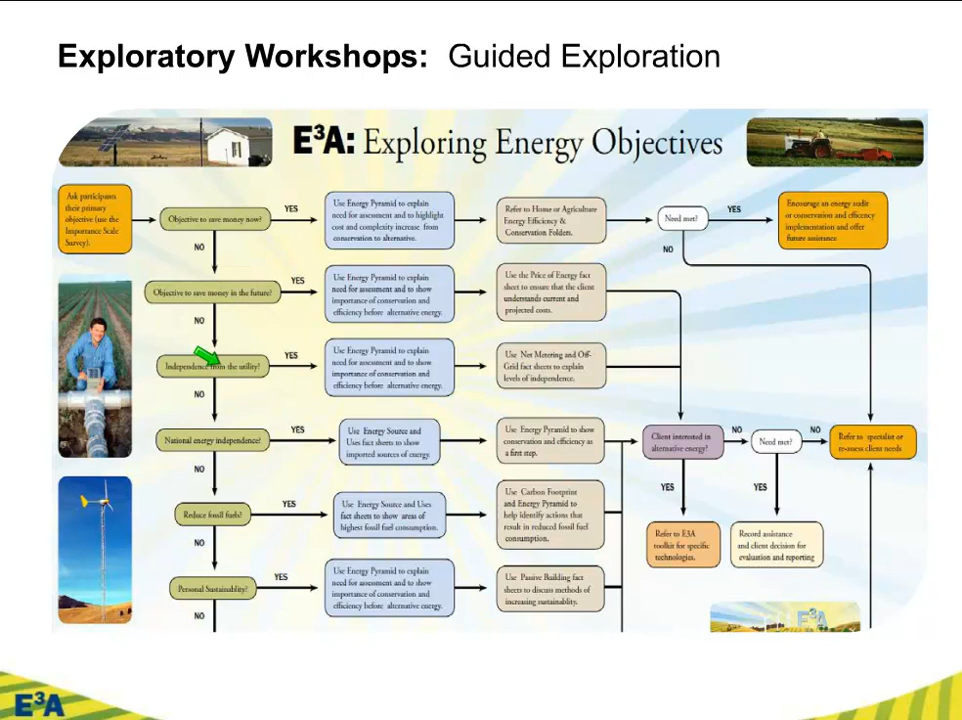 Exploratory Workshops: Guided Exploration
E³A: Exploring Energy Objectives
Ask participants
their primary
objective (use the
Importance Scale
Survey).
Objective to save money now?
YES
Use Energy Pyramid to explain
need for assessment and to highlight
cost and complexity increase from
conservation to alternative.
Refer to Home or Agriculture
Energy Efficiency &
Conservation Folders.
Need met?
YES
Encourage an energy audit
or conservation and efficiency
implementation and offer
future assistance
NO
NO
Objective to save money in the future?
YES
Use Energy Pyramid to explain
need for assessment and to show
importance of conservation and
efficiency before alternative energy.
Use the Price of Energy fact
sheet to ensure that the client
understands current and
projected costs.
NO
Independence from the utility?
YES
Use Energy Pyramid to explain
need for assessment and to show
importance of conservation and
efficiency before alternative energy.
Use Net Metering and Off-
Grid fact sheets to explain
levels of independence.
NO
National energy independence?
YES
Use Energy Source and
Uses fact sheets to show
imported sources of energy.
Use Energy Pyramid to show
conservation and efficiency as
a first step.
Client interested in
alternative energy?
NO
Need met?
NO
Refer to specialist or
re-assess client needs
YES
YES
Refer to E3A
toolkit for specific
technologies.
Record assistance
and client decision for
evaluation and reporting
NO
Reduce fossil fuels?
YES
Use Energy Source and Uses
fact sheets to show areas of
highest fossil fuel consumption.
Use Carbon Footprint
and Energy Pyramid to
help identify actions that
result in reduced fossil fuel
consumption.
NO
Personal Sustainablity?
YES
Use Energy Pyramid to explain
need for assessment and to show
importance of conservation and
efficiency before alternative energy.
Use Passive Building fact
sheets to discuss methods of
increasing sustainablity.
NO
E³A
E³A